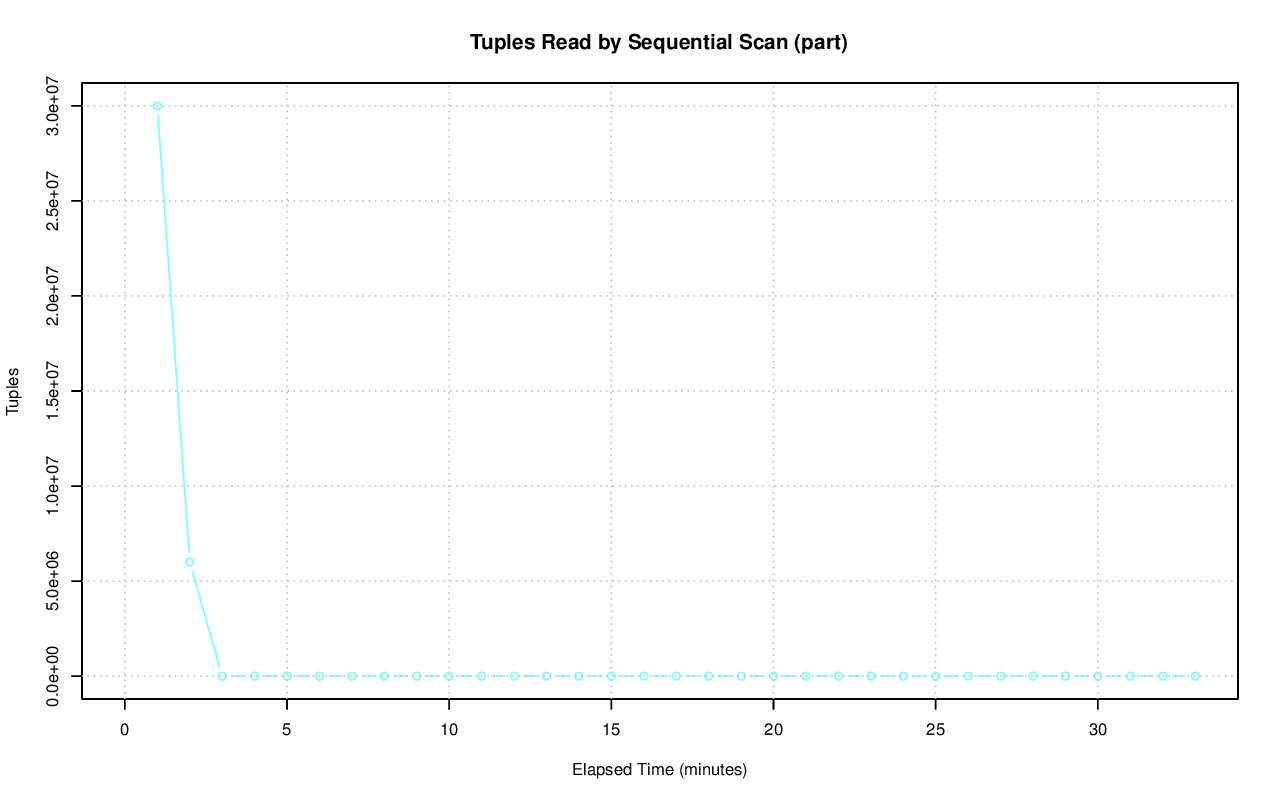 Tuples Read by Sequential Scan (part)
Tuples
3.0e+07
2.5e+07
2.0e+07
1.5e+07
1.0e+07
5.0e+06
0.0e+00
0 5 10 15 20 25 30
Elapsed Time (minutes)